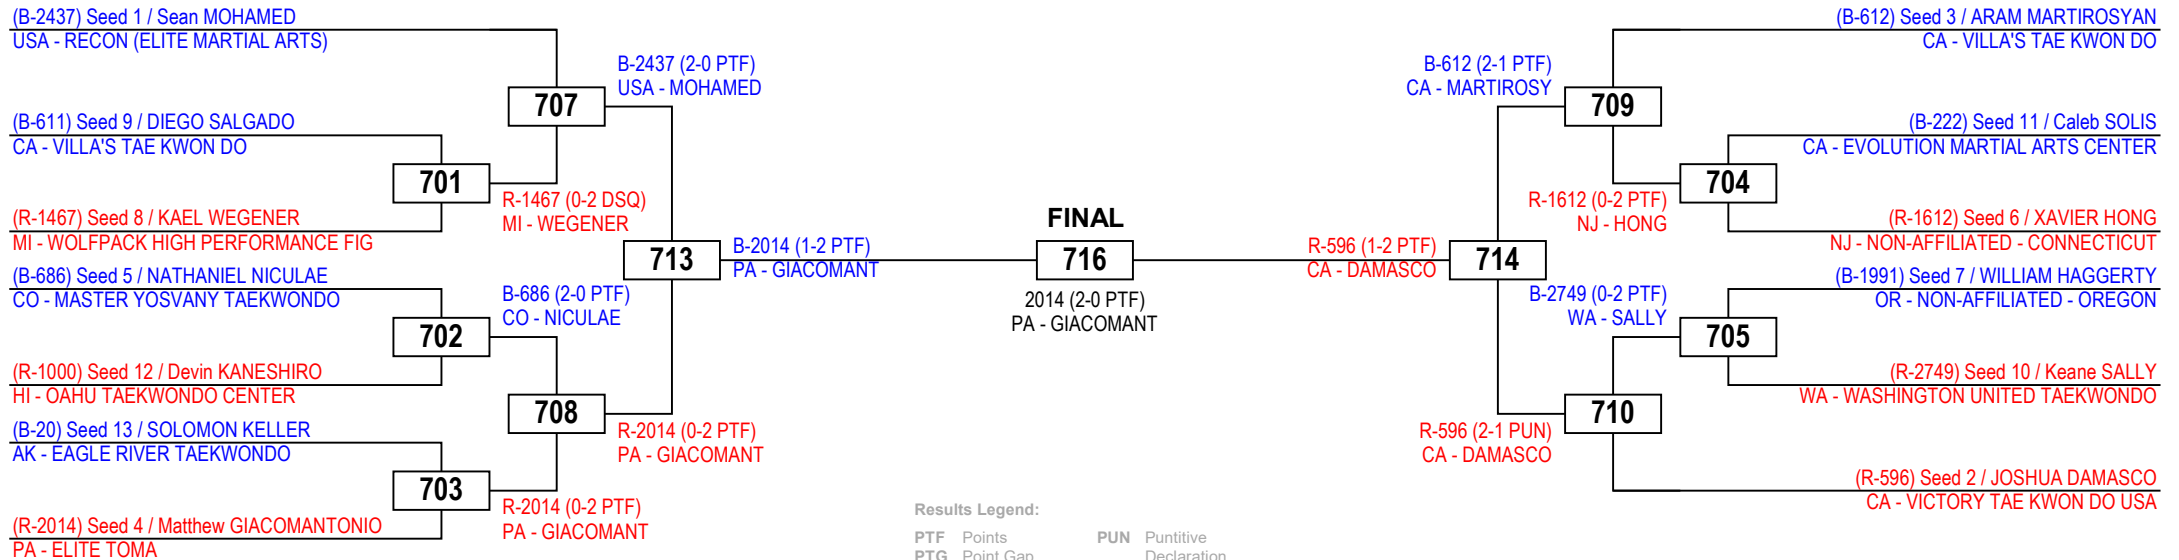 (B-2437) Seed 1 / Sean MOHAMED
USA - RECON (ELITE MARTIAL ARTS)
(B-611) Seed 9 / DIEGO SALGADO
CA - VILLA'S TAE KWON DO
(R-1467) Seed 8 / KAEL WEGENER
MI - WOLFPACK HIGH PERFORMANCE FIG
(B-686) Seed 5 / NATHANIEL NICULAE
CO - MASTER YOSVANY TAEKWONDO
(R-1000) Seed 12 / Devin KANESHIRO
HI - OAHU TAEKWONDO CENTER
(B-20) Seed 13 / SOLOMON KELLER
AK - EAGLE RIVER TAEKWONDO
(R-2014) Seed 4 / Matthew GIACOMANTONIO
PA - ELITE TOMA
701
702
703
707
R-1467 (0-2 DSQ)
MI - WEGENER
B-686 (2-0 PTF)
CO - NICULAE
708
R-2014 (0-2 PTF)
PA - GIACOMANT
B-2437 (2-0 PTF)
USA - MOHAMED
713
R-2014 (0-2 PTF)
PA - GIACOMANT
B-2014 (1-2 PTF)
PA - GIACOMANT
FINAL
716
2014 (2-0 PTF)
PA - GIACOMANT
R-596 (1-2 PTF)
CA - DAMASCO
714
B-612 (2-1 PTF)
CA - MARTIROSY
R-596 (2-1 PUN)
CA - DAMASCO
709
R-1612 (0-2 PTF)
NJ - HONG
B-2749 (0-2 PTF)
WA - SALLY
710
704
705
(B-612) Seed 3 / ARAM MARTIROSYAN
CA - VILLA'S TAE KWON DO
(B-222) Seed 11 / Caleb SOLIS
CA - EVOLUTION MARTIAL ARTS CENTER
(R-1612) Seed 6 / XAVIER HONG
NJ - NON-AFFILIATED - CONNECTICUT
(B-1991) Seed 7 / WILLIAM HAGGERTY
OR - NON-AFFILIATED - OREGON
(R-2749) Seed 10 / Keane SALLY
WA - WASHINGTON UNITED TAEKWONDO
(R-596) Seed 2 / JOSHUA DAMASCO
CA - VICTORY TAE KWON DO USA
Results Legend:
PTF Points PUN Puntitive
PTG Point Gap Declaration